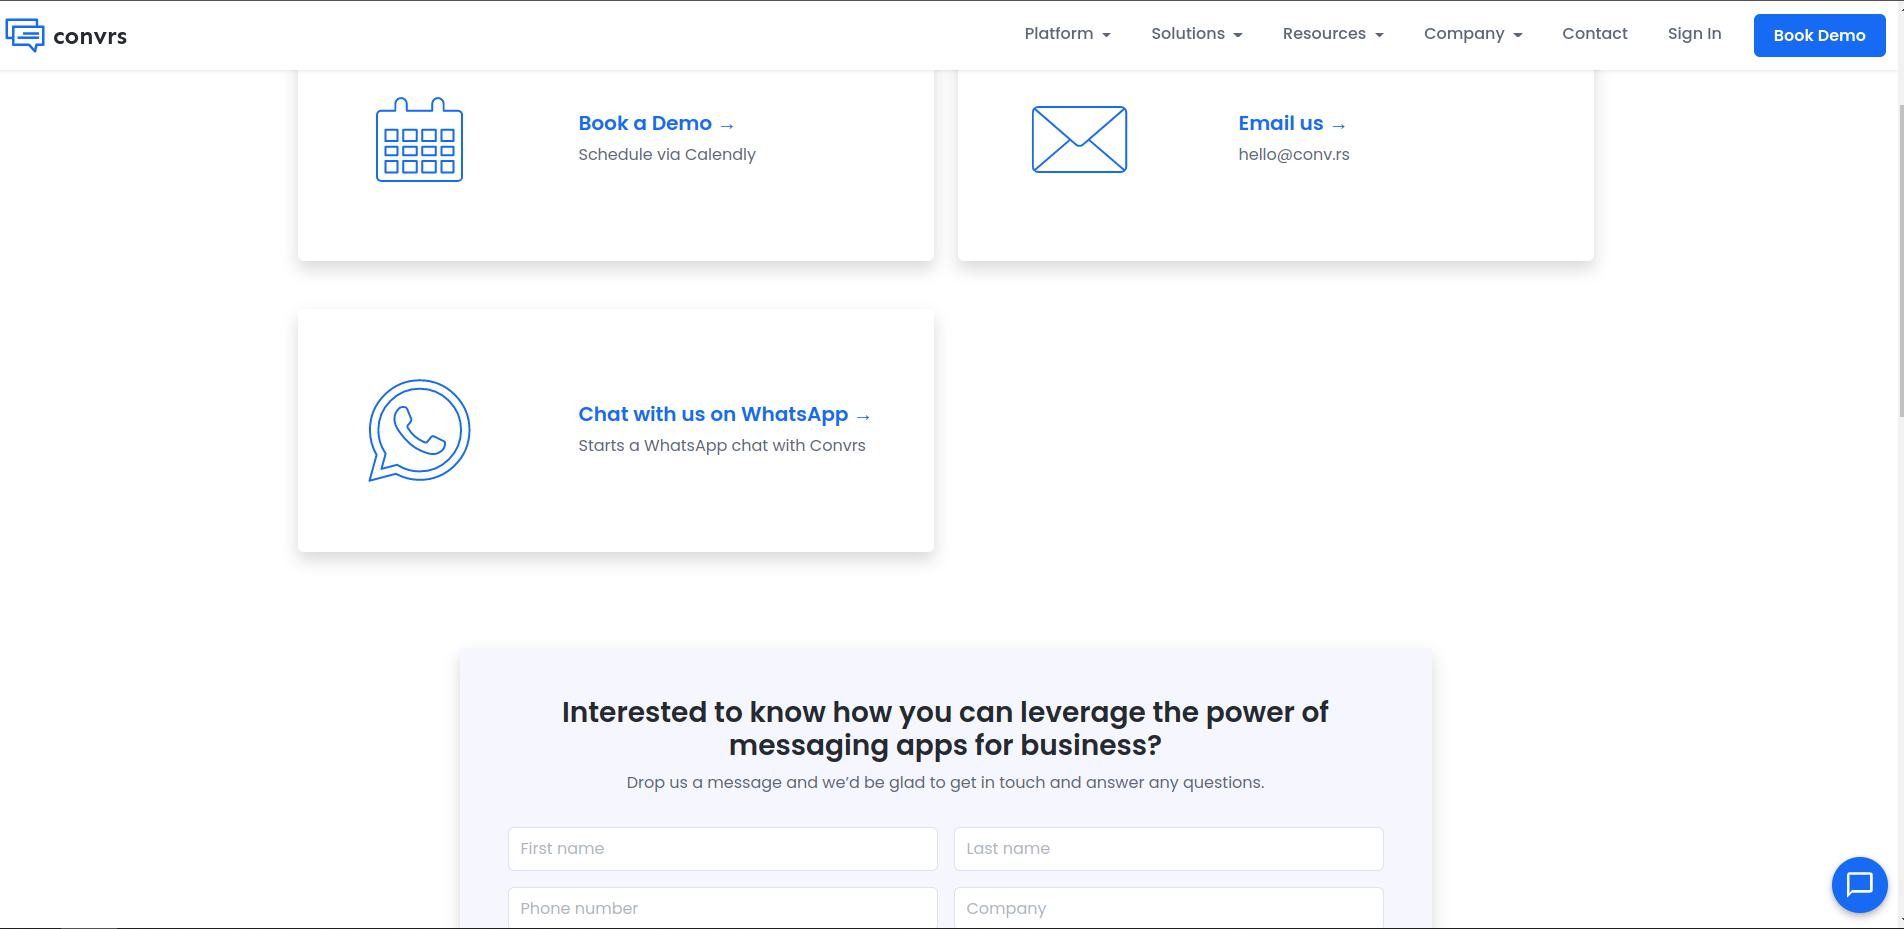 convrs
Platform
Solutions
Resources
Company
Contact
Sign In
Book Demo
Book a Demo →
Schedule via Calendly
Email us →
hello@conv.rs
Chat with us on WhatsApp →
Starts a WhatsApp chat with Convrs
Interested to know how you can leverage the power of
messaging apps for business?
Drop us a message and we’d be glad to get in touch and answer any questions.
First name
Last name
Phone number
Company